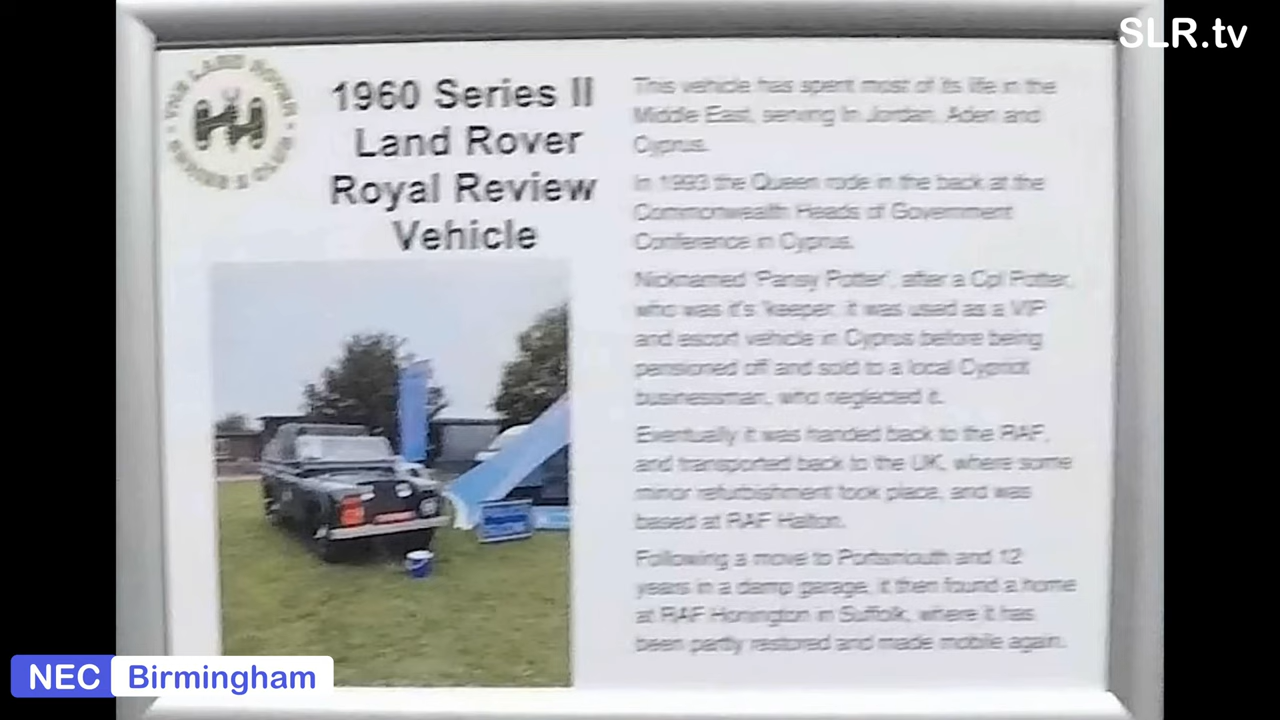 SLR.tv
THE LAND ROVER
SERIES II CLUB
1960 Series II
Land Rover
Royal Review
Vehicle
This vehicle has spent most of its life in the
Middle East, serving in Jordan, Aden and
Cyprus.
In 1993 the Queen rode in the back at the
Commonwealth Heads of Government
Conference in Cyprus.
Nicknamed 'Pansy Potter', after a Cpl Potter,
who was it's 'keeper, it was used as a VIP
and escort vehicle in Cyprus before being
pensioned off and sold to a local Cypriot
businessman, who neglected it.
Eventually it was handed back to the RAF,
and transported back to the UK, where some
minor refurbishment took place, and was
based at RAF Halton.
Following a move to Portsmouth and 12
years in a damp garage, it then found a home
at RAF Honington in Suffolk, where it has
been partly restored and made mobile again.
NEC Birmingham